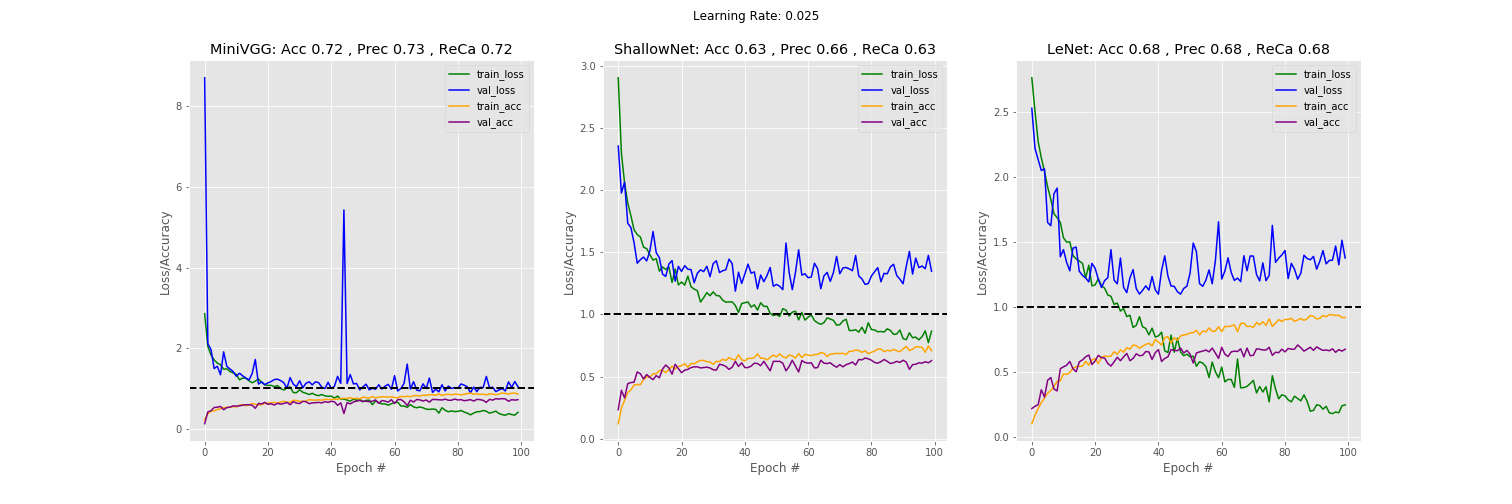 Learning Rate: 0.025
MiniVGG: Acc 0.72 , Prec 0.73 , ReCa 0.72
train_loss
val_loss
train_acc
val_acc
8
6
4
2
0
Loss/Accuracy
0 20 40 60 80 100
Epoch #
ShallowNet: Acc 0.63 , Prec 0.66 , ReCa 0.63
train_loss
val_loss
train_acc
val_acc
3.0
2.5
2.0
1.5
1.0
0.5
0.0
Loss/Accuracy
0 20 40 60 80 100
Epoch #
LeNet: Acc 0.68 , Prec 0.68 , ReCa 0.68
train_loss
val_loss
train_acc
val_acc
2.5
2.0
1.5
1.0
0.5
0.0
Loss/Accuracy
0 20 40 60 80 100
Epoch #